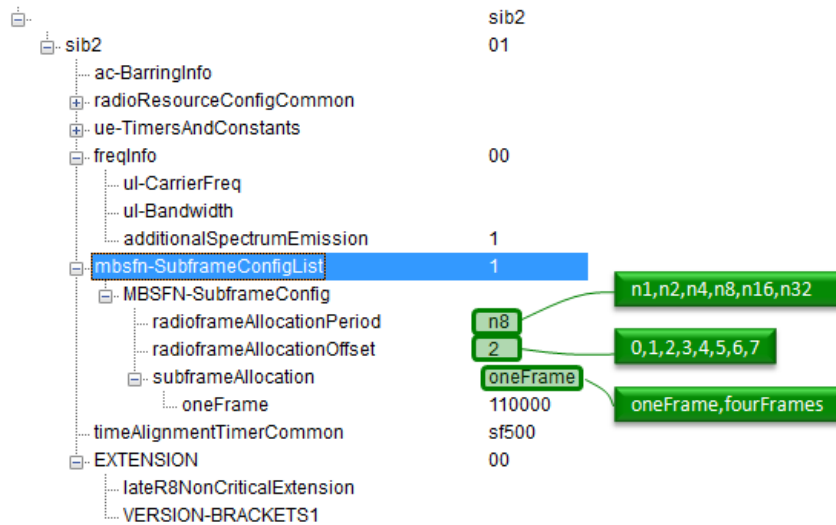 sib2
sib2 01
ac-BarringInfo
radioResourceConfigCommon
ue-TimersAndConstants
freqInfo 00
ul-CarrierFreq
ul-Bandwidth
additionalSpectrumEmission 1
mbsfn-SubframeConfigList 1
MBSFN-SubframeConfig
n1,n2,n4,n8,n16,n32
radioframeAllocationPeriod n8
radioframeAllocationOffset 2 0,1,2,3,4,5,6,7
subframeAllocation oneFrame
oneFrame 110000 oneFrame,fourFrames
timeAlignmentTimerCommon sf500
EXTENSION 00
lateR8NonCriticalExtension
VERSION-BRACKETS1